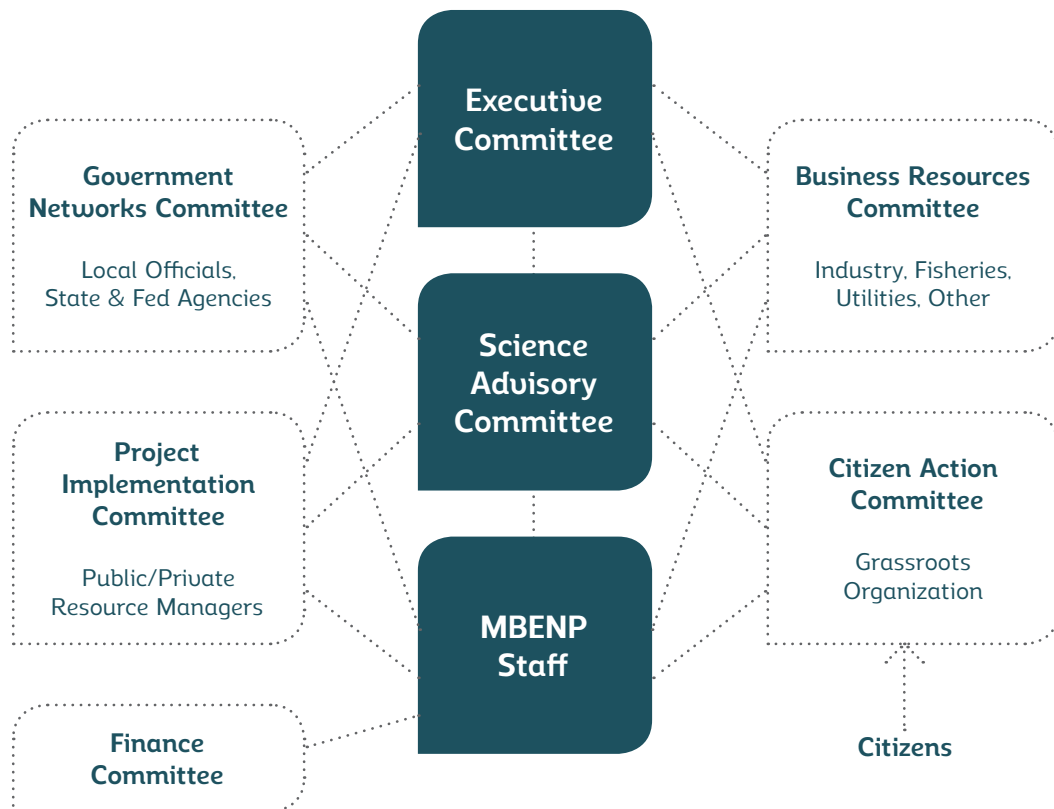 Executive
Committee
Government
Networks Committee
Local Officials,
State & Fed Agencies
Business Resources
Committee
Industry, Fisheries,
Utilities, Other
Science
Advisory
Committee
Project
Implementation
Committee
Public/Private
Resource Managers
Citizen Action
Committee
Grassroots
Organization
MBENP
Staff
Finance
Committee
Citizens